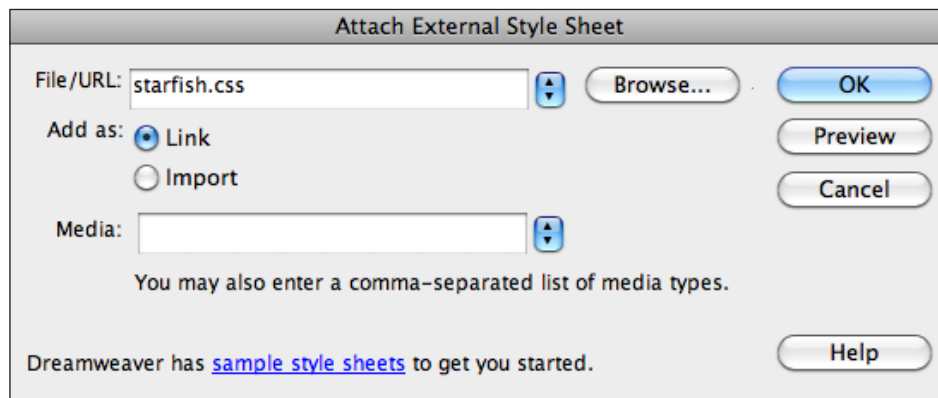 Attach External Style Sheet
File/URL: starfish.css Browse... OK
Add as: Link Preview
Import Cancel
Media:
You may also enter a comma-separated list of media types.
Dreamweaver has sample style sheets to get you started. Help